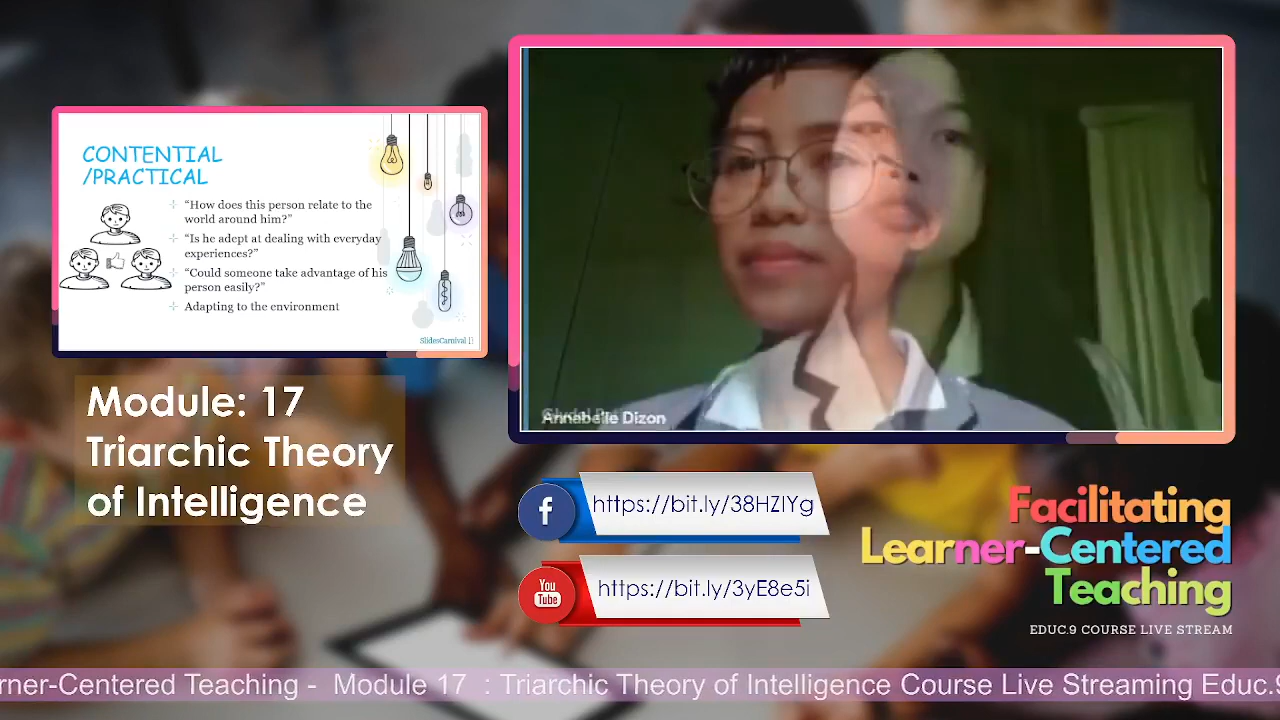 CONTENTIAL
/PRACTICAL
“How does this person relate to the
world around him?”
“Is he adept at dealing with everyday
experiences?”
“Could someone take advantage of his
person easily?”
Adapting to the environment
SlidesCarnival
Module: 17
Triarchic Theory
of Intelligence
Annabelle Dizon
f
https://bit.ly/38HZIYg
You
Tube
https://bit.ly/3yE8e5i
Facilitating
Learner-Centered
Teaching
EDUC.9 COURSE LIVE STREAM
rner-Centered Teaching - Module 17 : Triarchic Theory of Intelligence Course Live Streaming Educ.9